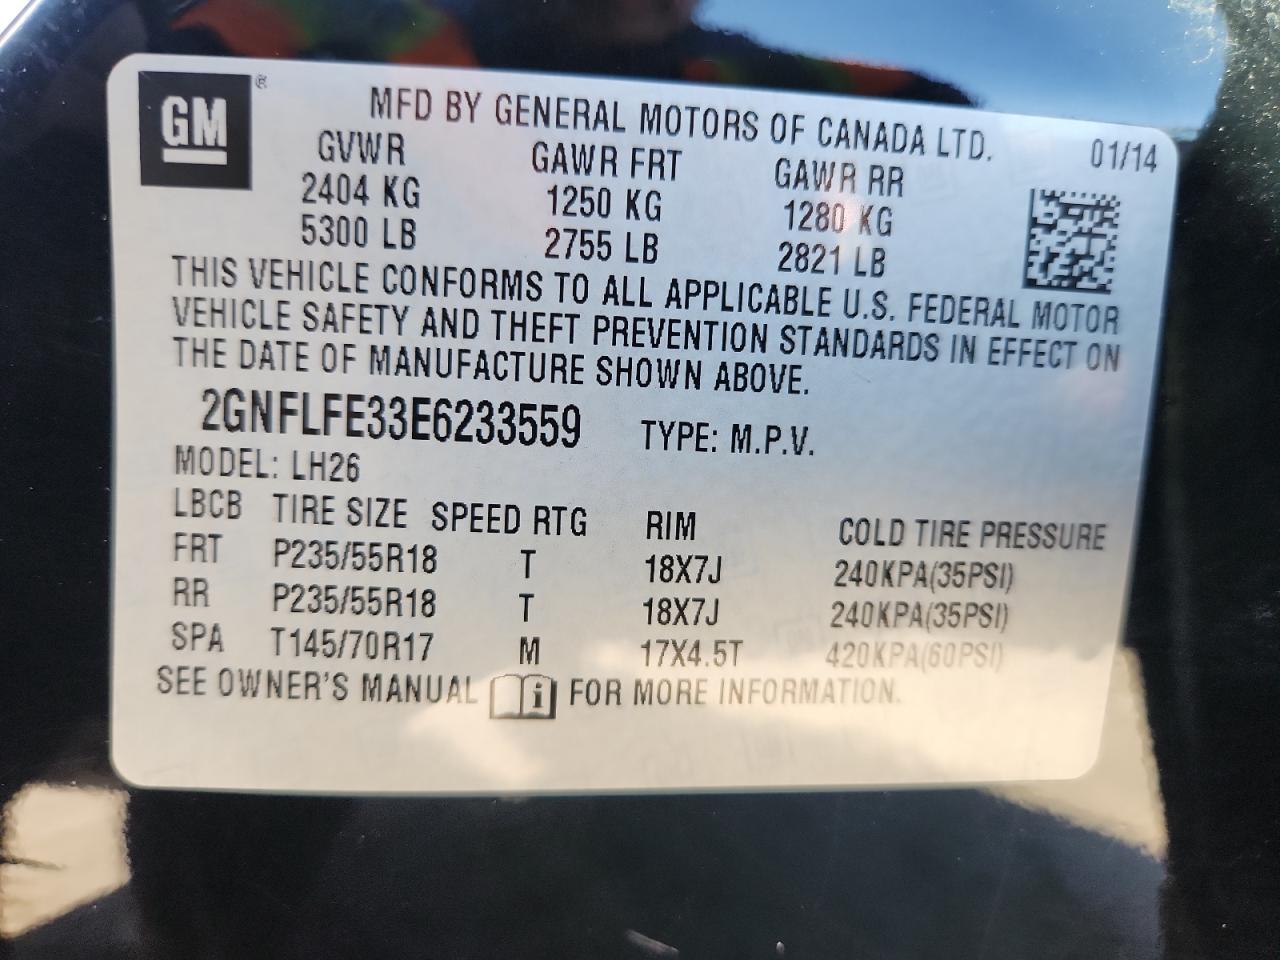 GM ®
MFD BY GENERAL MOTORS OF CANADA LTD. 01/14
GVWR GAWR FRT GAWR RR
2404 KG 1250 KG 1280 KG
5300 LB 2755 LB 2821 LB
THIS VEHICLE CONFORMS TO ALL APPLICABLE U.S. FEDERAL MOTOR
VEHICLE SAFETY AND THEFT PREVENTION STANDARDS IN EFFECT ON
THE DATE OF MANUFACTURE SHOWN ABOVE.
2GNFLFE33E6233559 TYPE: M.P.V.
MODEL: LH26
LBCB TIRE SIZE SPEED RTG RIM COLD TIRE PRESSURE
FRT P235/55R18 T 18X7J 240KPA(35PSI)
RR P235/55R18 T 18X7J 240KPA(35PSI)
SPA T145/70R17 M 17X4.5T 420KPA(60PSI)
SEE OWNER'S MANUAL i FOR MORE INFORMATION.